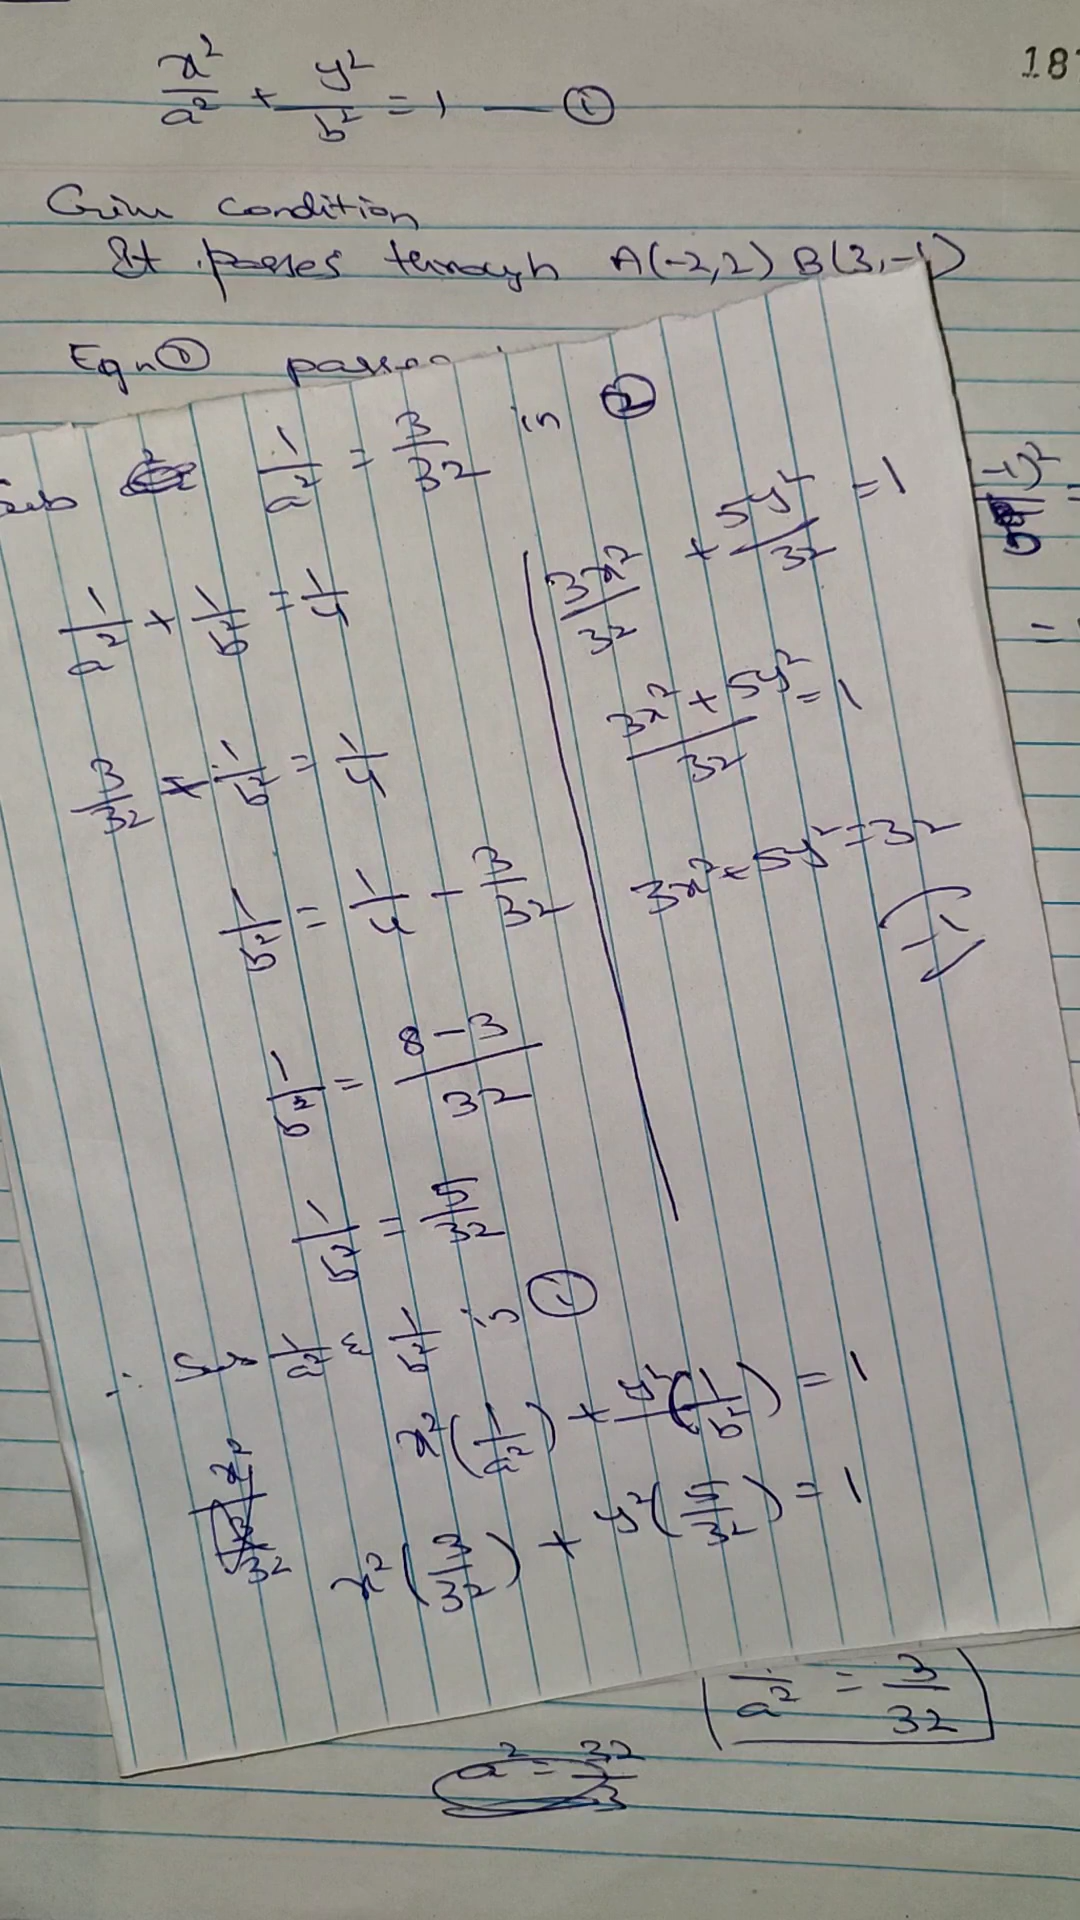 187
x²/a² + y²/b² = 1 — ①
Given condition
It passes through A(-2,2) B(3,-1)
Eqn ①
Sub 1/a² = 3/32 in ②
1/a² + 1/b² = 1/4
3/32 + 1/b² = 1/4
1/b² = 1/4 - 3/32
1/b² = 8-3/32
1/b² = 5/32
∴ Sub 1/a² & 1/b² in ①
x²(1/a²) + y²(1/b²) = 1
x²(3/32) + y²(5/32) = 1
3x²/32 + 5y²/32 = 1
3x² + 5y²/32 = 1
3x² + 5y² = 32
1/a² = 3/32
a² = 32/3